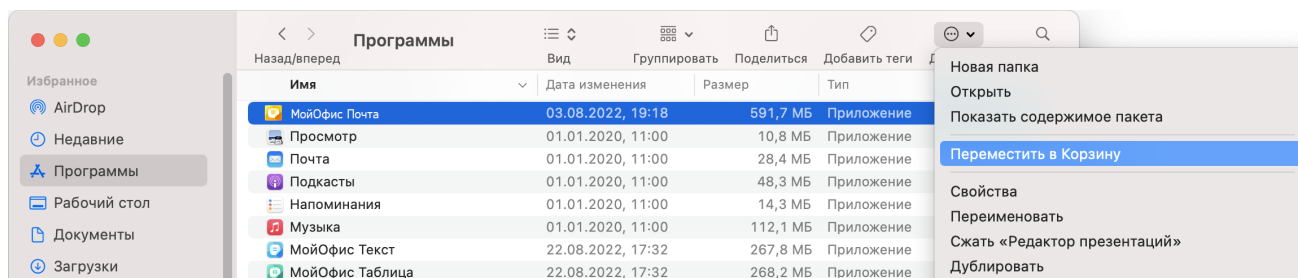 Программы
Назад/вперед
Вид
Группировать
Поделиться
Добавить теги
Избранное
AirDrop
Недавние
Программы
Рабочий стол
Документы
Загрузки
Имя Дата изменения Размер Тип
МойОфис Почта 03.08.2022, 19:18 591,7 МБ Приложение
Просмотр 01.01.2020, 11:00 10,8 МБ Приложение
Почта 01.01.2020, 11:00 28,4 МБ Приложение
Подкасты 01.01.2020, 11:00 48,3 МБ Приложение
Напоминания 01.01.2020, 11:00 14,3 МБ Приложение
Музыка 01.01.2020, 11:00 112,1 МБ Приложение
МойОфис Текст 22.08.2022, 17:32 267,8 МБ Приложение
МойОфис Таблица 22.08.2022, 17:32 268,2 МБ Приложение
Новая папка
Открыть
Показать содержимое пакета
Переместить в Корзину
Свойства
Переименовать
Сжать «Редактор презентаций»
Дублировать